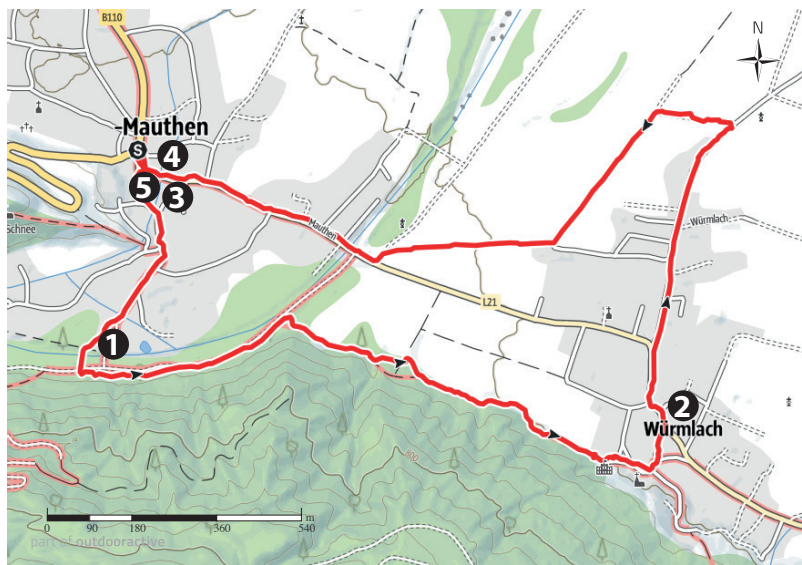 B110
N
-Mauthen
S
4
5
3
Schnee
Mauthen
Würmlach
L21
1
2
Würmlach
800
m
0 90 180 360 540
part of outdooractive